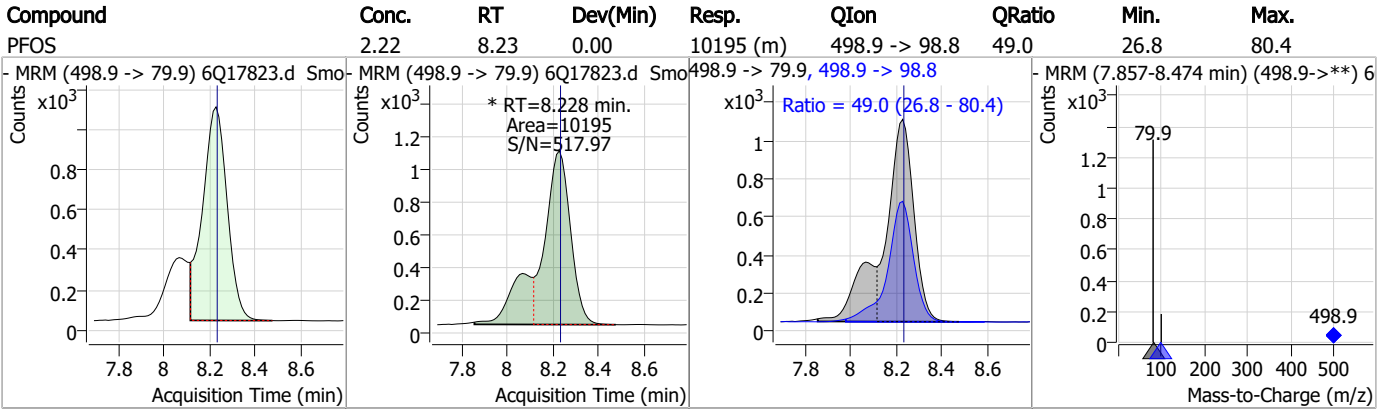 Compound Conc. RT Dev(Min) Resp. QIon QRatio Min. Max.
PFOS 2.22 8.23 0.00 10195 (m) 498.9 -> 98.8 49.0 26.8 80.4
- MRM (498.9 -> 79.9) 6Q17823.d Smo
Counts
x10³
0.8
0.6
0.4
0.2
0
7.8 8 8.2 8.4 8.6
Acquisition Time (min)
- MRM (498.9 -> 79.9) 6Q17823.d Smo
Counts
x10³
* RT=8.228 min.
Area=10195
S/N=517.97
1.2
1
0.8
0.6
0.4
0.2
0
7.8 8 8.2 8.4 8.6
Acquisition Time (min)
498.9 -> 79.9, 498.9 -> 98.8
x10³
Ratio = 49.0 (26.8 - 80.4)
1
0.8
0.6
0.4
0.2
0
7.8 8 8.2 8.4 8.6
Acquisition Time (min)
- MRM (7.857-8.474 min) (498.9->**) 6
Counts
x10³
79.9
1.2
1
0.8
0.6
0.4
0.2
0
498.9
100 200 300 400 500
Mass-to-Charge (m/z)